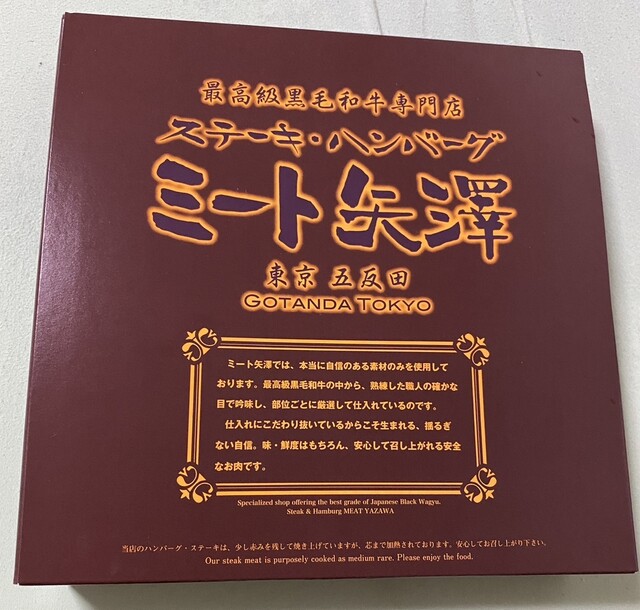 最高級黒毛和牛専門店
ステーキ・ハンバーグ
ミート矢澤
東京 五反田
GOTANDA TOKYO
ミート矢澤では、本当に自信のある素材のみを使用して
おります。最高級黒毛和牛の中から、熟練した職人の確かな
目で吟味し、部位ごとに厳選して仕入れているのです。
仕入れにこだわり抜いているからこそ生まれる、揺るぎ
ない自信。味・鮮度はもちろん、安心して召し上がれる安全
なお肉です。
Specialized shop offering the best grade of Japanese Black Wagyu.
Steak & Hamburg MEAT YAZAWA
当店のハンバーグ・ステーキは、少し赤みを残して焼き上げていますが、芯まで加熱されております。安心してお召し上がり下さい。
Our steak meat is purposely cooked as medium rare. Please enjoy the food.